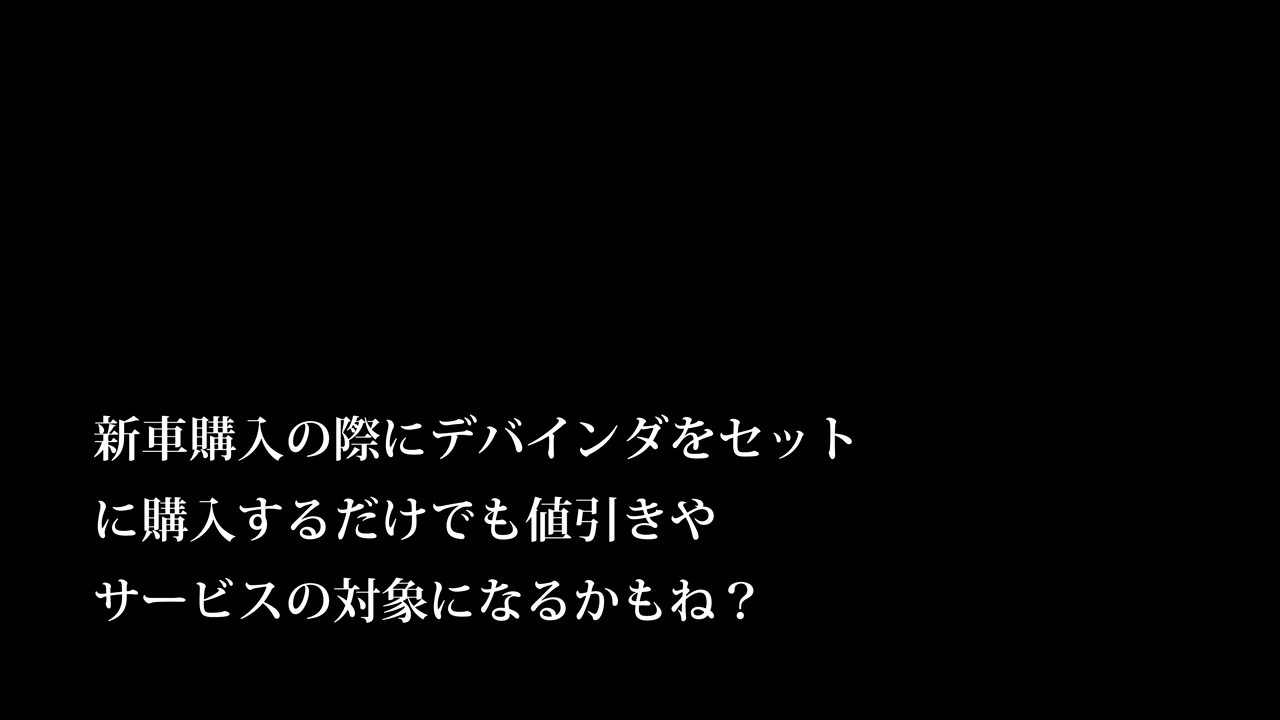 新車購入の際にデバインダをセット
に購入するだけでも値引きや
サービスの対象になるかもね？